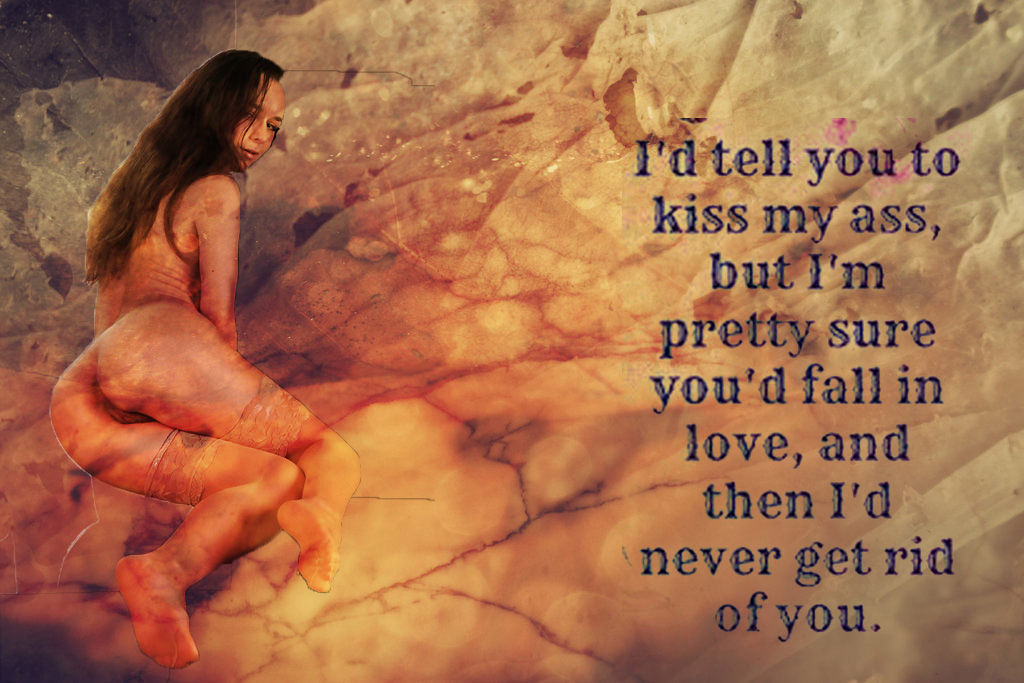 I'd tell you to
kiss my ass,
but I'm
pretty sure
you'd fall in
love, and
then I'd
never get rid
of you.